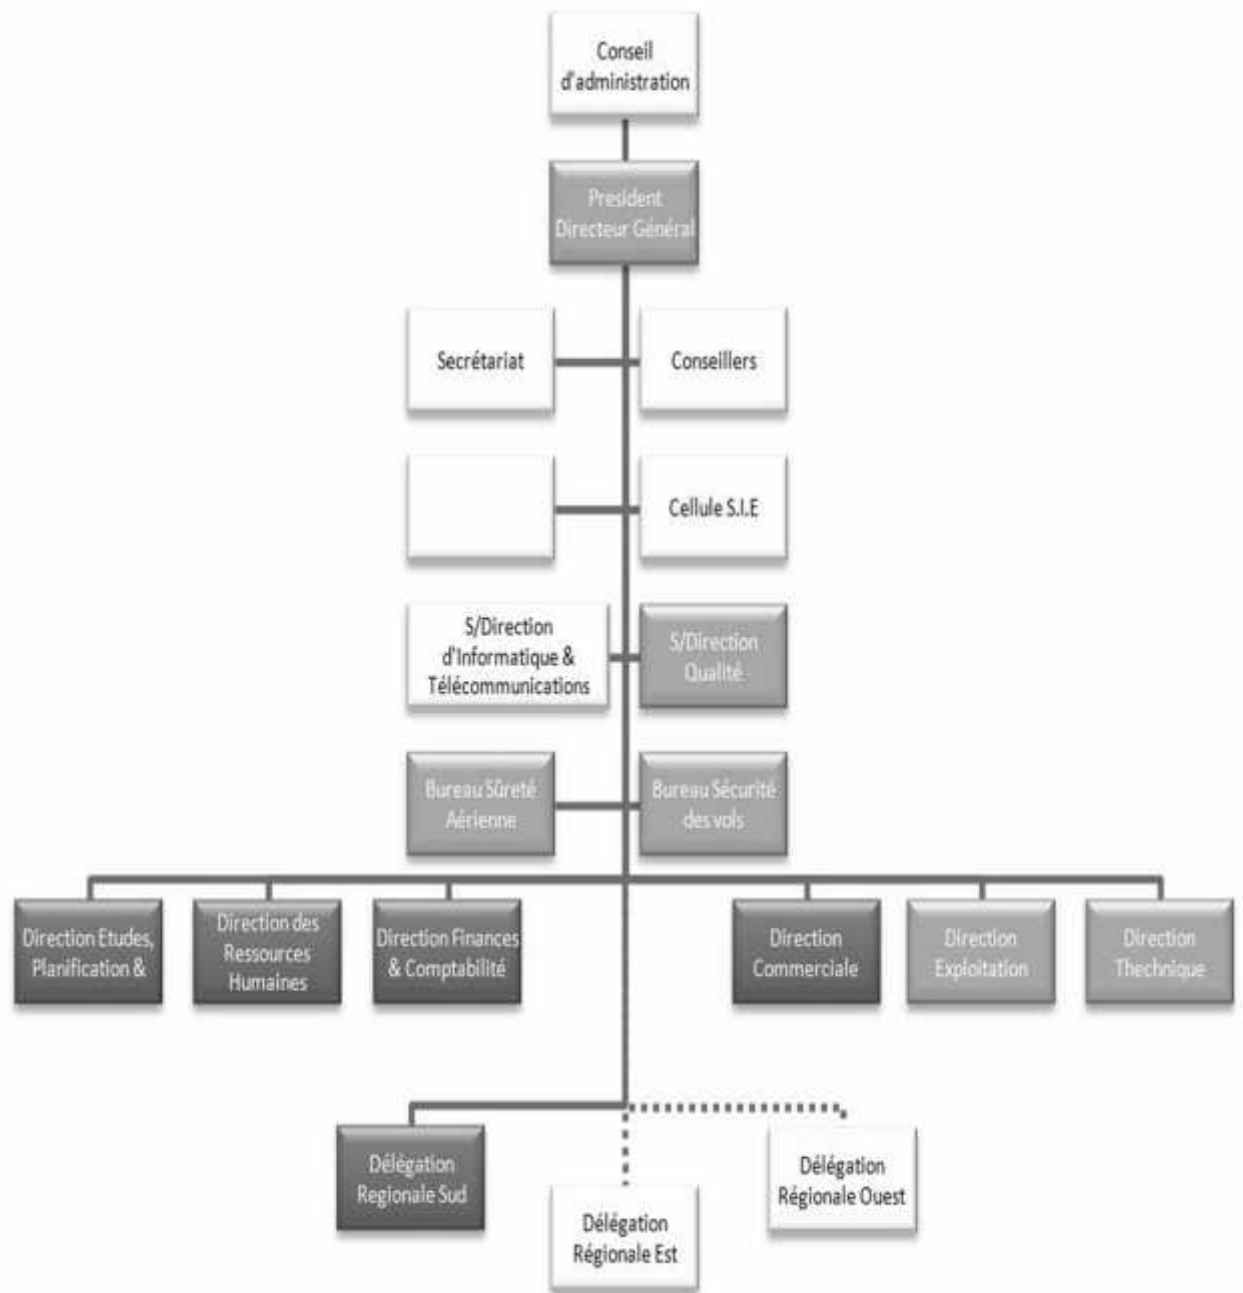 Conseil
d'administration
President
Directeur Général
Secrétariat
Conseillers
Cellule S.I.E
S/Direction
d'Informatique &
Télécommunications
S/Direction
Qualité
Bureau Sûreté
Aérienne
Bureau Sécurité
des vols
Direction Etudes,
Planification &
Direction des
Ressources
Humaines
Direction Finances
& Comptabilité
Direction
Commerciale
Direction
Exploitation
Direction
Thechnique
Délégation
Regionale Sud
Délégation
Régionale Est
Délégation
Régionale Ouest